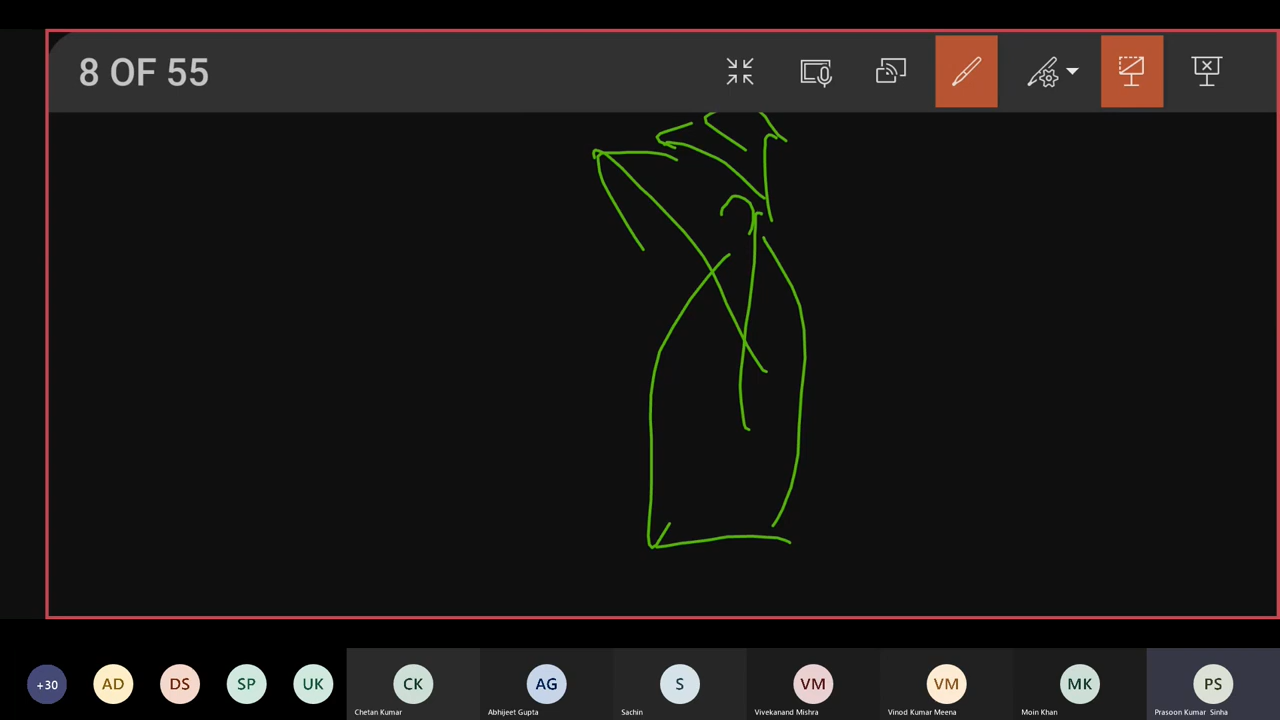 8 OF 55
+30
AD
DS
SP
UK
CK
AG
S
VM
VM
MK
PS
Chetan Kumar
Abhijeet Gupta
Sachin
Vivekanand Mishra
Vinod Kumar Meena
Moin Khan
Prasoon Kumar Sinha